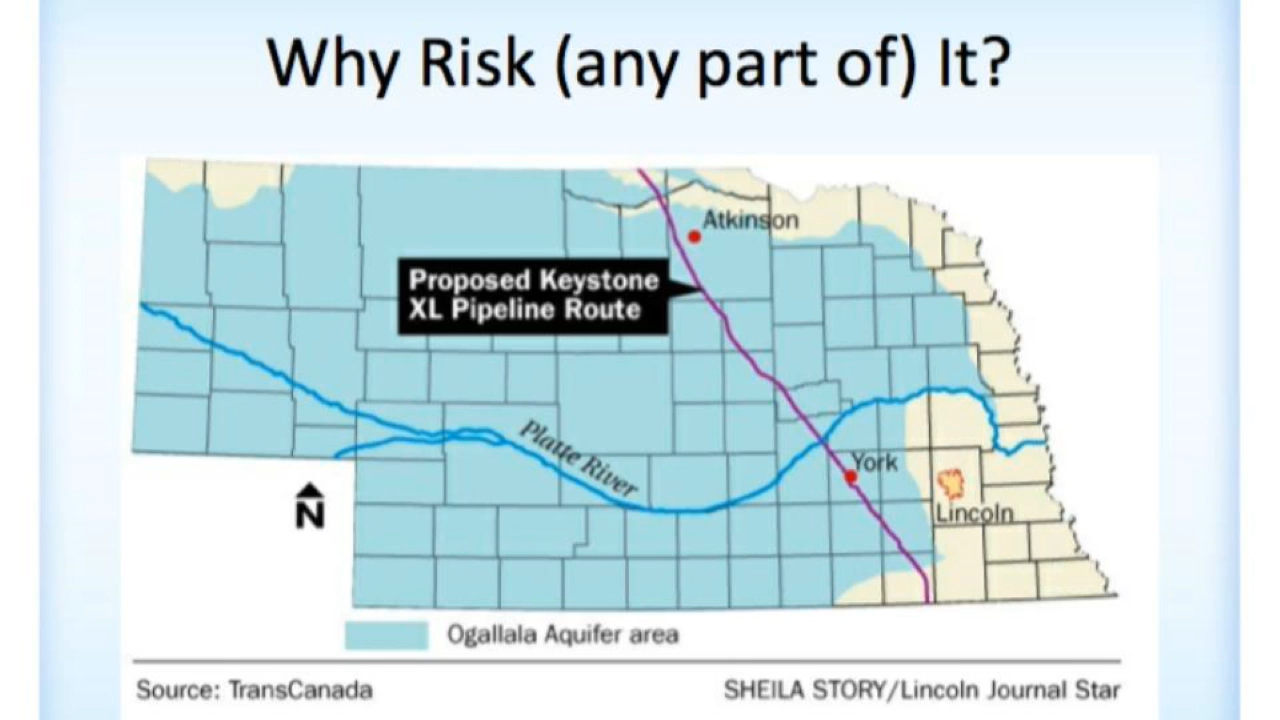 Why Risk (any part of) It?
Atkinson
Proposed Keystone
XL Pipeline Route
Platte River
York
N
Lincoln
Ogallala Aquifer area
Source: TransCanada
SHEILA STORY/Lincoln Journal Star